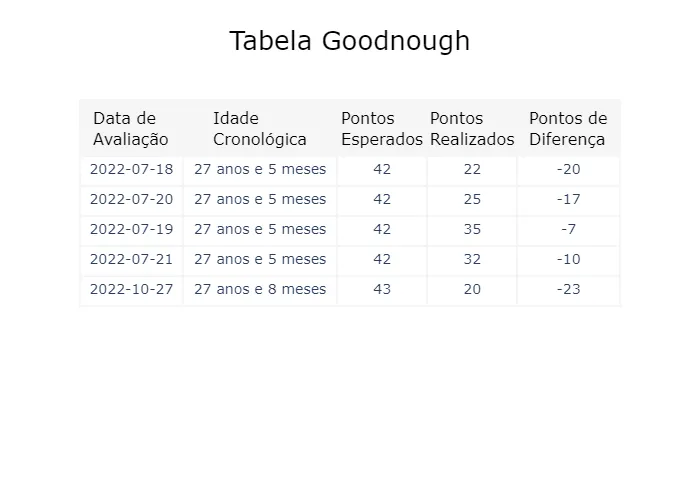 Tabela Goodnough
Data de Avaliação Idade Cronológica Pontos Esperados Pontos Realizados Pontos de Diferença
2022-07-18 27 anos e 5 meses 42 22 -20
2022-07-20 27 anos e 5 meses 42 25 -17
2022-07-19 27 anos e 5 meses 42 35 -7
2022-07-21 27 anos e 5 meses 42 32 -10
2022-10-27 27 anos e 8 meses 43 20 -23